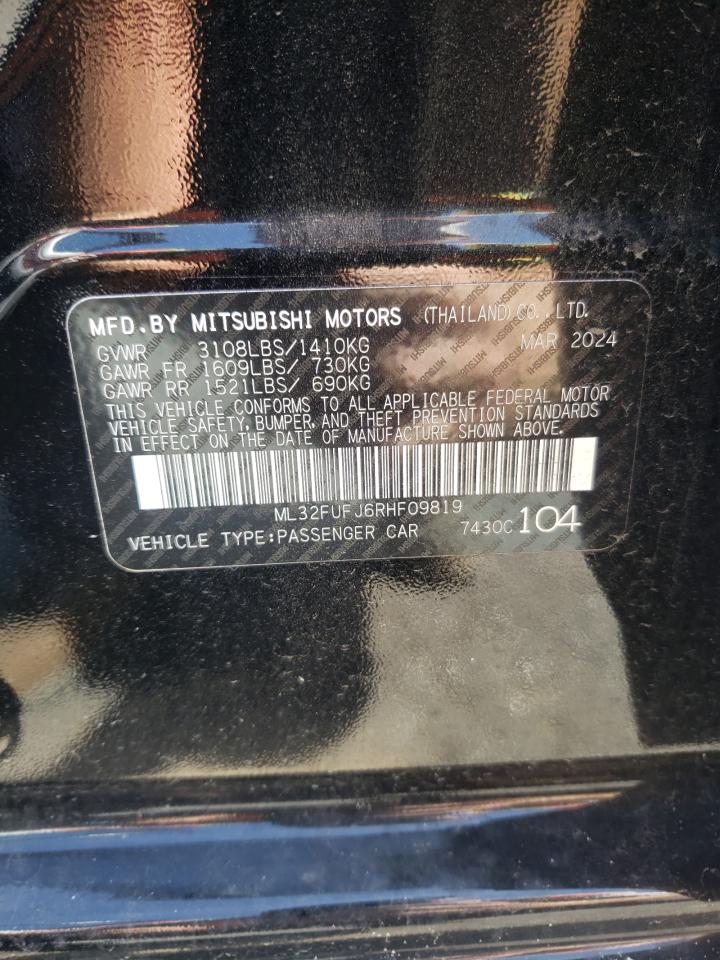 MFD.BY MITSUBISHI MOTORS (THAILAND)CO.,LTD.
GVWR 3108LBS/1410KG MAR 2024
GAWR FR 1609LBS/ 730KG
GAWR RR 1521LBS/ 690KG
THIS VEHICLE CONFORMS TO ALL APPLICABLE FEDERAL MOTOR
VEHICLE SAFETY, BUMPER, AND THEFT PREVENTION STANDARDS
IN EFFECT ON THE DATE OF MANUFACTURE SHOWN ABOVE.
ML32FUFJ6RHF09819
VEHICLE TYPE:PASSENGER CAR 7430C 104